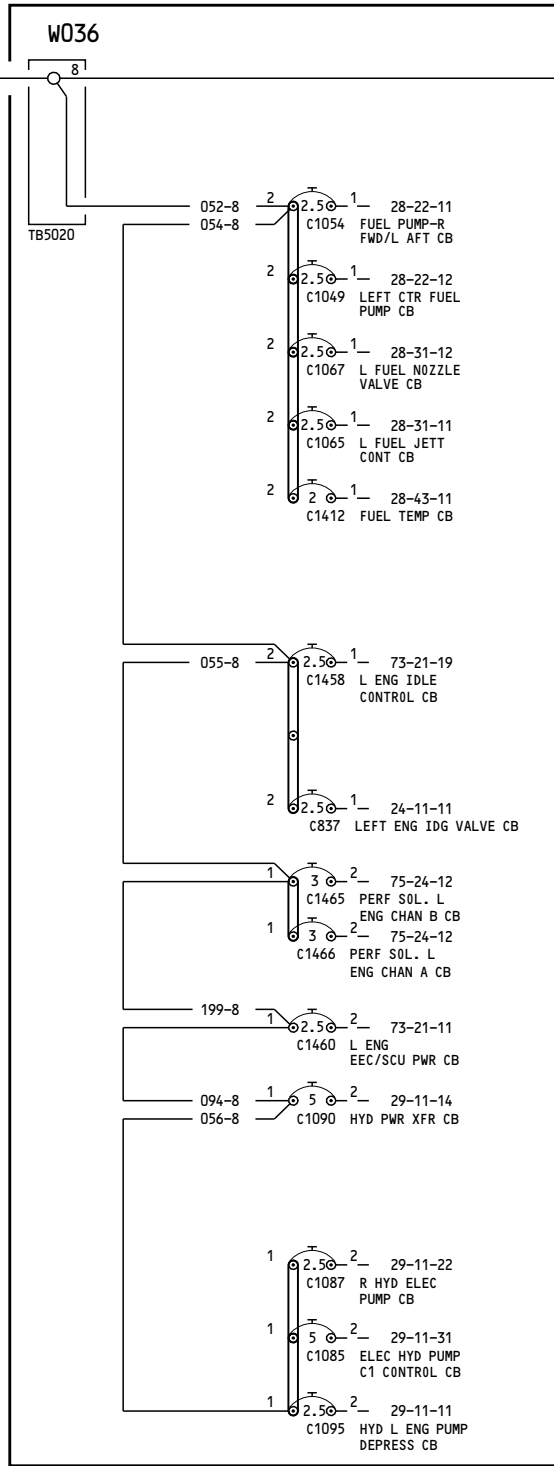 W036
8
TB5020
052-8 2 2.5 1 28-22-11
054-8 C1054 FUEL PUMP-R
FWD/L AFT CB
2 2.5 1 28-22-12
C1049 LEFT CTR FUEL
PUMP CB
2 2.5 1 28-31-12
C1067 L FUEL NOZZLE
VALVE CB
2 2.5 1 28-31-11
C1065 L FUEL JETT
CONT CB
2 2 1 28-43-11
C1412 FUEL TEMP CB
055-8 2 2.5 1 73-21-19
C1458 L ENG IDLE
CONTROL CB
2 2.5 1 24-11-11
C837 LEFT ENG IDG VALVE CB
1 3 2 75-24-12
C1465 PERF SOL. L
ENG CHAN B CB
1 3 2 75-24-12
C1466 PERF SOL. L
ENG CHAN A CB
199-8
1 2.5 2 73-21-11
C1460 L ENG
EEC/SCU PWR CB
094-8 1 5 2 29-11-14
056-8 C1090 HYD PWR XFR CB
1 2.5 2 29-11-22
C1087 R HYD ELEC
PUMP CB
1 5 2 29-11-31
C1085 ELEC HYD PUMP
C1 CONTROL CB
1 2.5 2 29-11-11
C1095 HYD L ENG PUMP
DEPRESS CB